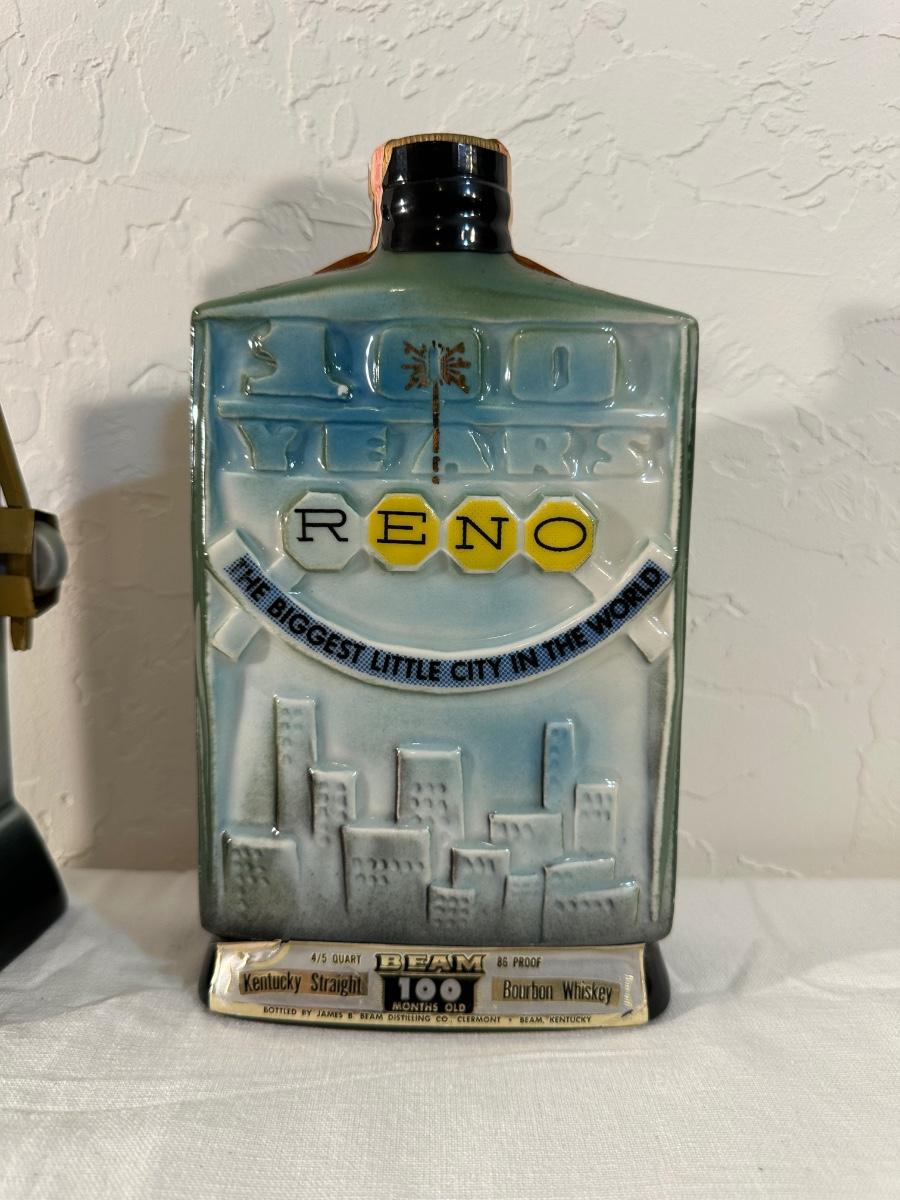 100
YEARS
RENO
THE BIGGEST LITTLE CITY IN THE WORLD
4/5 QUART BEAM 86 PROOF
Kentucky Straight 100 Bourbon Whiskey
MONTHS OLD
BOTTLED BY JAMES B. BEAM DISTILLING CO., CLERMONT • BEAM, KENTUCKY